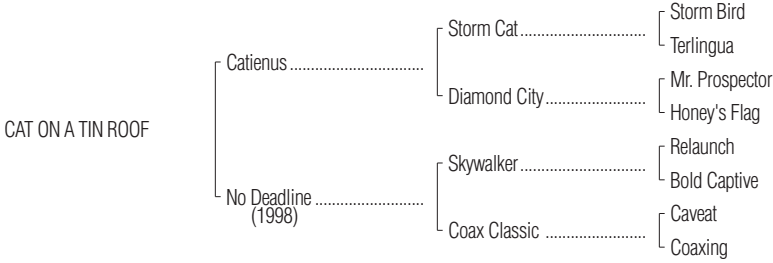 Storm Bird
Storm Cat..............................
Terlingua
Catienus...............................
Mr. Prospector
Diamond City........................
Honey's Flag
CAT ON A TIN ROOF
Relaunch
Skywalker..............................
Bold Captive
No Deadline .........................
(1998)
Caveat
Coax Classic ........................
Coaxing